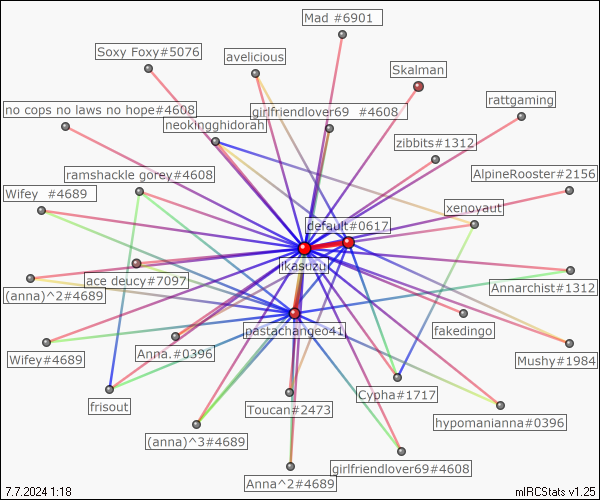 Mad #6901
Soxy Foxy#5076
avelicious
Skalman
rattgaming
no cops no laws no hope#4608
girlfriendlover69 #4608
neokingghidorah
zibbits#1312
ramshackle gorey#4608
AlpineRooster#2156
Wifey #4689
xenoyaut
default#0617
Ikasuzu
ace deucy#7097
(anna)^2#4689
Annarchist#1312
pastachangeo41
fakedingo
Wifey#4689
Anna.#0396
Mushy#1984
Cypha#1717
frisout
Toucan#2473
hypomanianna#0396
(anna)^3#4689
girlfriendlover69#4608
Anna^2#4689
7.7.2024 1:18
mIRCStats v1.25